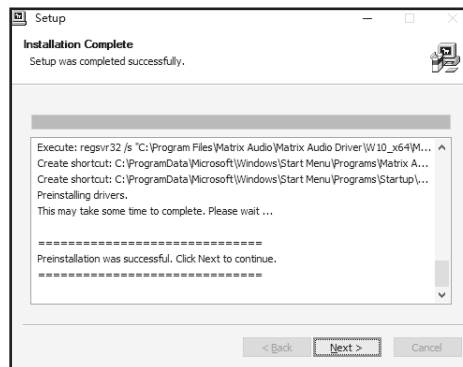 Setup
Installation Complete
Setup was completed successfully.
Execute: regsvr32 /s "C:\Program Files\Matrix Audio\Matrix Audio Driver\W10_x64\M...
Create shortcut: C:\ProgramData\Microsoft\Windows\Start Menu\Programs\Matrix A...
Create shortcut: C:\ProgramData\Microsoft\Windows\Start Menu\Programs\Startup\...
Preinstalling drivers.
This may take some time to complete. Please wait ...
==============================
Preinstallation was successful. Click Next to continue.
==============================
< Back Next > Cancel